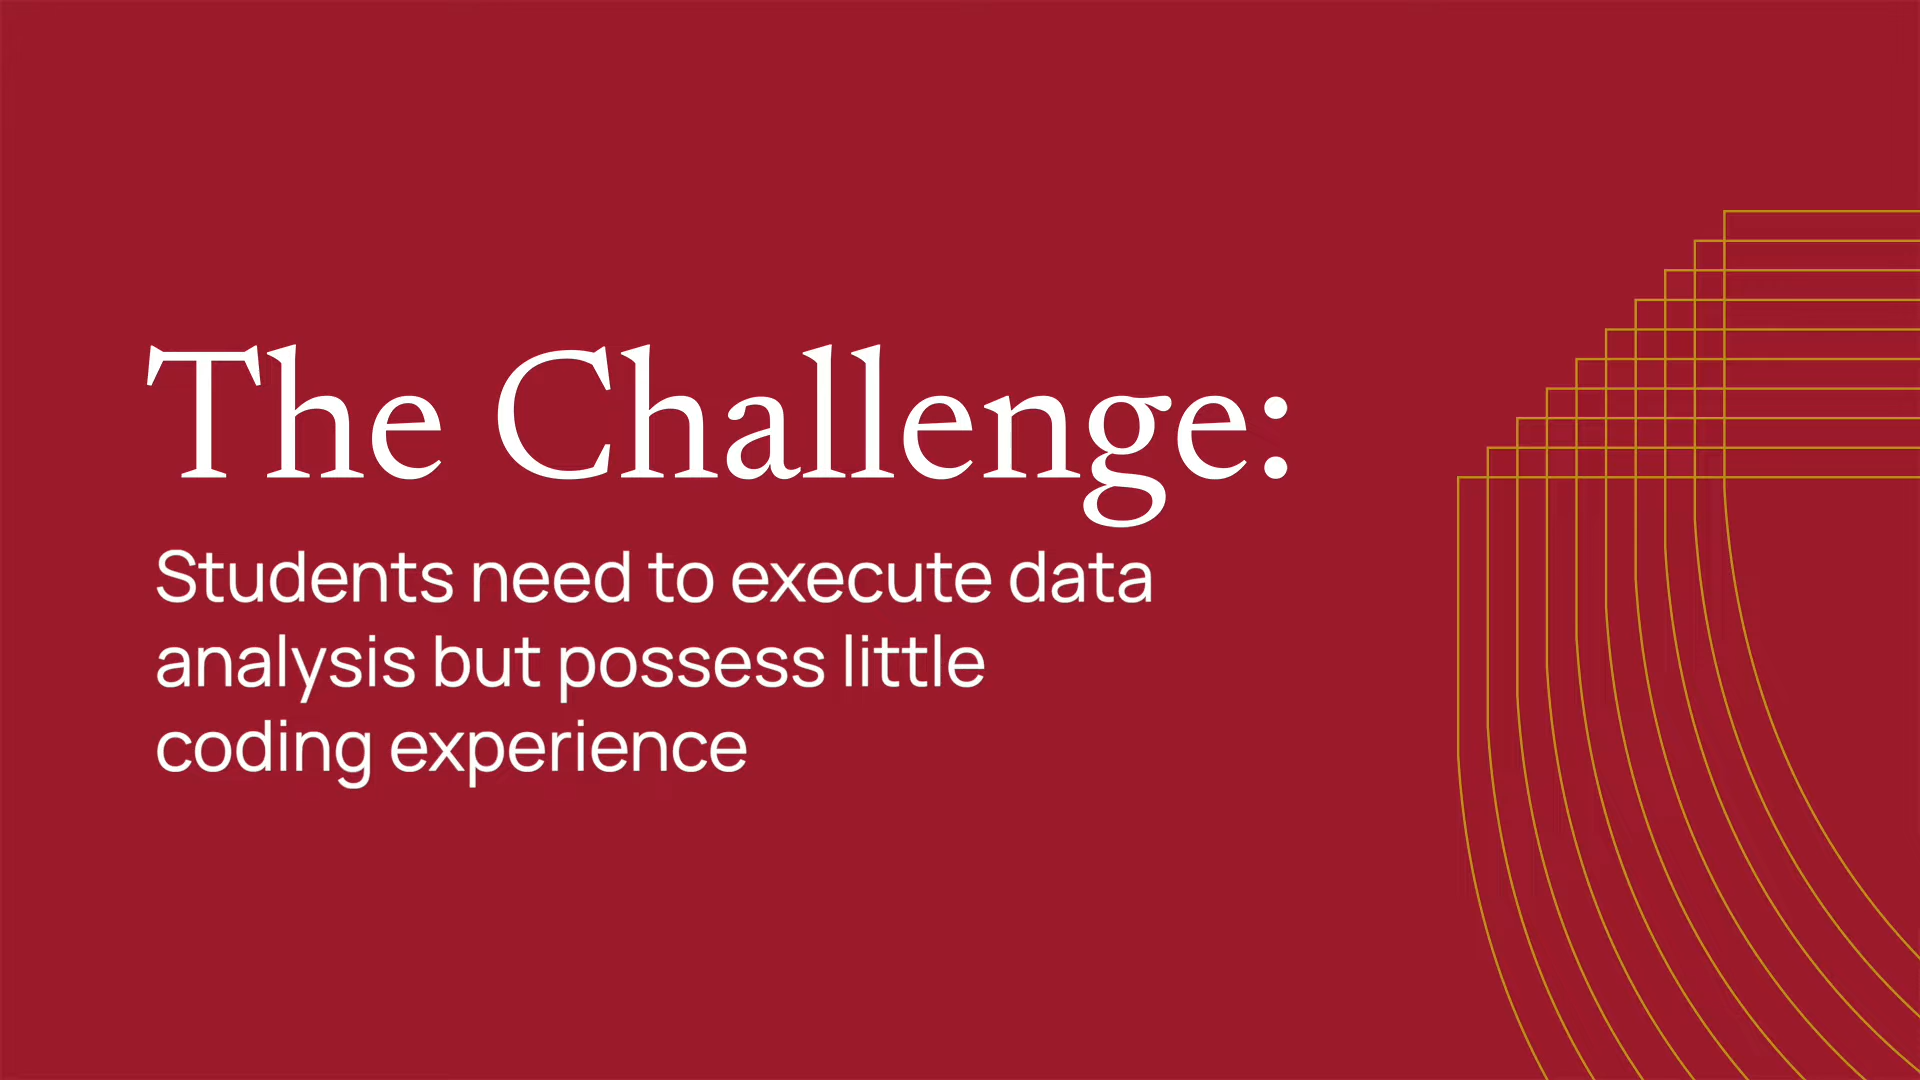 The Challenge:
Students need to execute data
analysis but possess little
coding experience